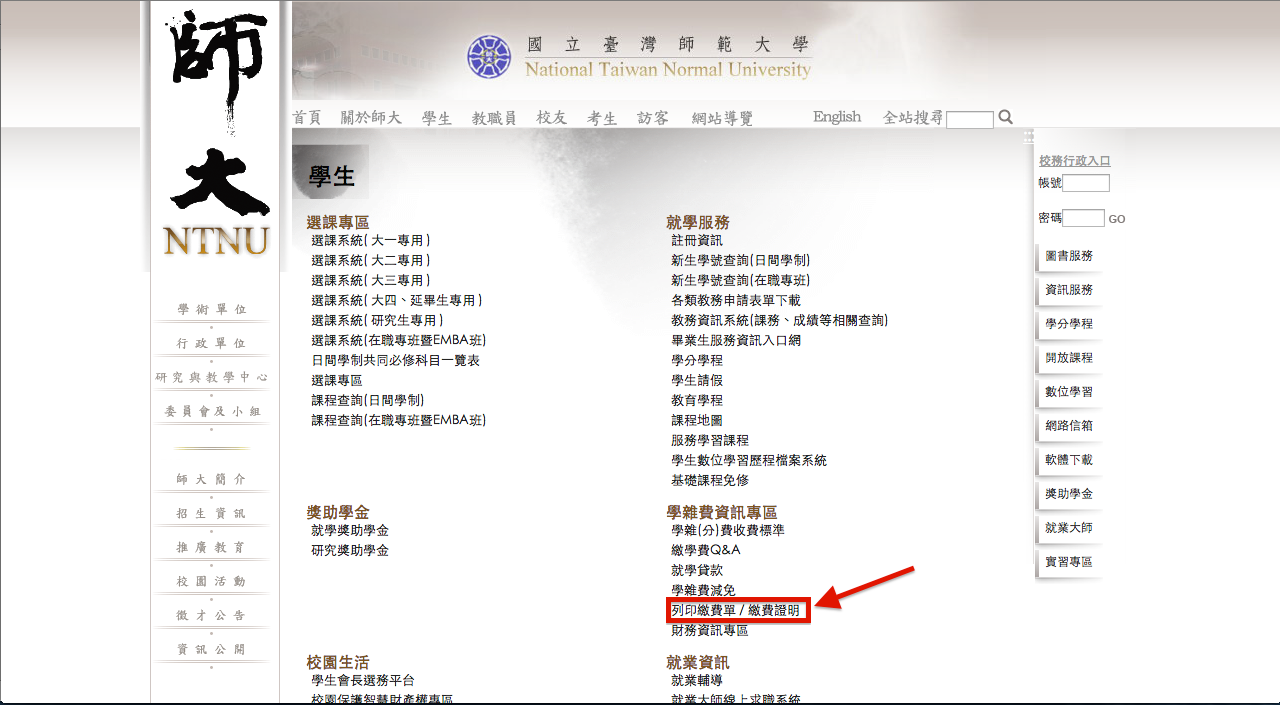 師大
NTNU
國立臺灣師範大學
National Taiwan Normal University
首頁 關於師大 學生 教職員 校友 考生 訪客 網站導覽 English 全站搜尋
學術單位
行政單位
研究與教學中心
委員會及小組
師大簡介
招生資訊
推廣教育
校園活動
徵才公告
資訊公開
學生
選課專區
選課系統( 大一專用 )
選課系統( 大二專用 )
選課系統( 大三專用 )
選課系統( 大四、延畢生專用 )
選課系統( 研究生專用 )
選課系統(在職專班暨EMBA班)
日間學制共同必修科目一覽表
選課專區
課程查詢(日間學制)
課程查詢(在職專班暨EMBA班)
就學服務
註冊資訊
新生學號查詢(日間學制)
新生學號查詢(在職專班)
各類教務申請表單下載
教務資訊系統(課務、成績等相關查詢)
畢業生服務資訊入口網
學分學程
學生請假
教育學程
課程地圖
服務學習課程
學生數位學習歷程檔案系統
基礎課程免修
獎助學金
就學獎助學金
研究獎助學金
學雜費資訊專區
學雜(分)費收費標準
繳學費Q&A
就學貸款
學雜費減免
列印繳費單 / 繳費證明
財務資訊專區
校園生活
學生會長選務平台
校園保護智慧財產權專區
就業資訊
就業輔導
就業大師線上求職系統
校務行政入口
帳號
密碼 GO
圖書服務
資訊服務
學分學程
開放課程
數位學習
網路信箱
軟體下載
獎助學金
就業大師
實習專區